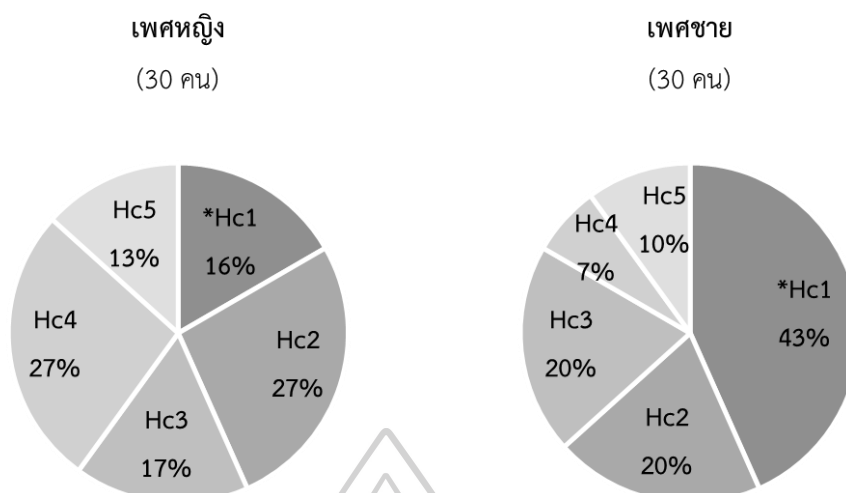 เพศหญิง
(30 คน)
*Hc1
16%
Hc2
27%
Hc3
17%
Hc4
27%
Hc5
13%
เพศชาย
(30 คน)
*Hc1
43%
Hc2
20%
Hc3
20%
Hc4
7%
Hc5
10%